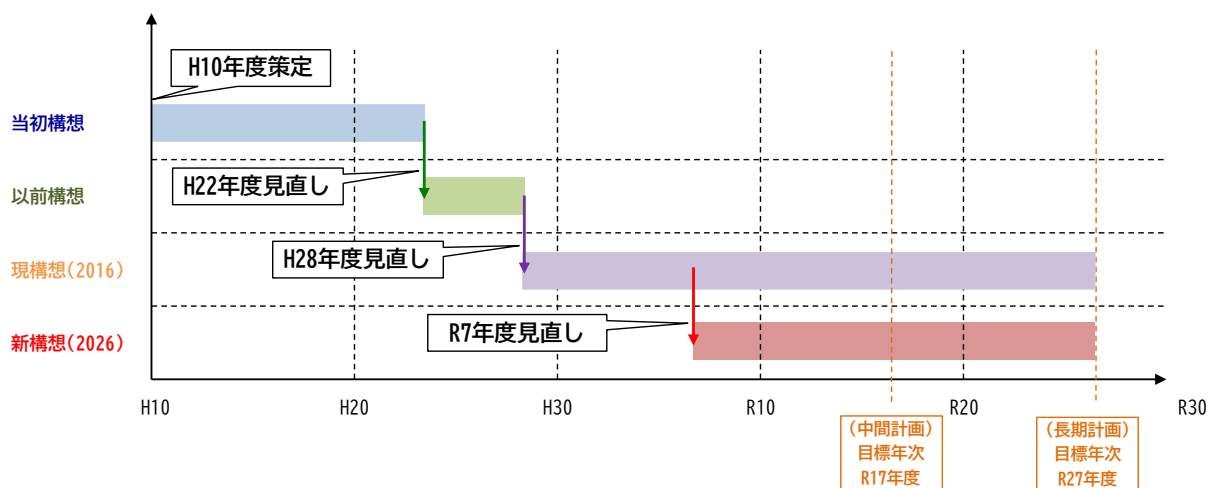 H10年度策定
当初構想
H22年度見直し
以前構想
H28年度見直し
現構想(2016)
R7年度見直し
新構想(2026)
H10
H20
H30
R10
R20
R30
(中間計画)
目標年次
R17年度
(長期計画)
目標年次
R27年度